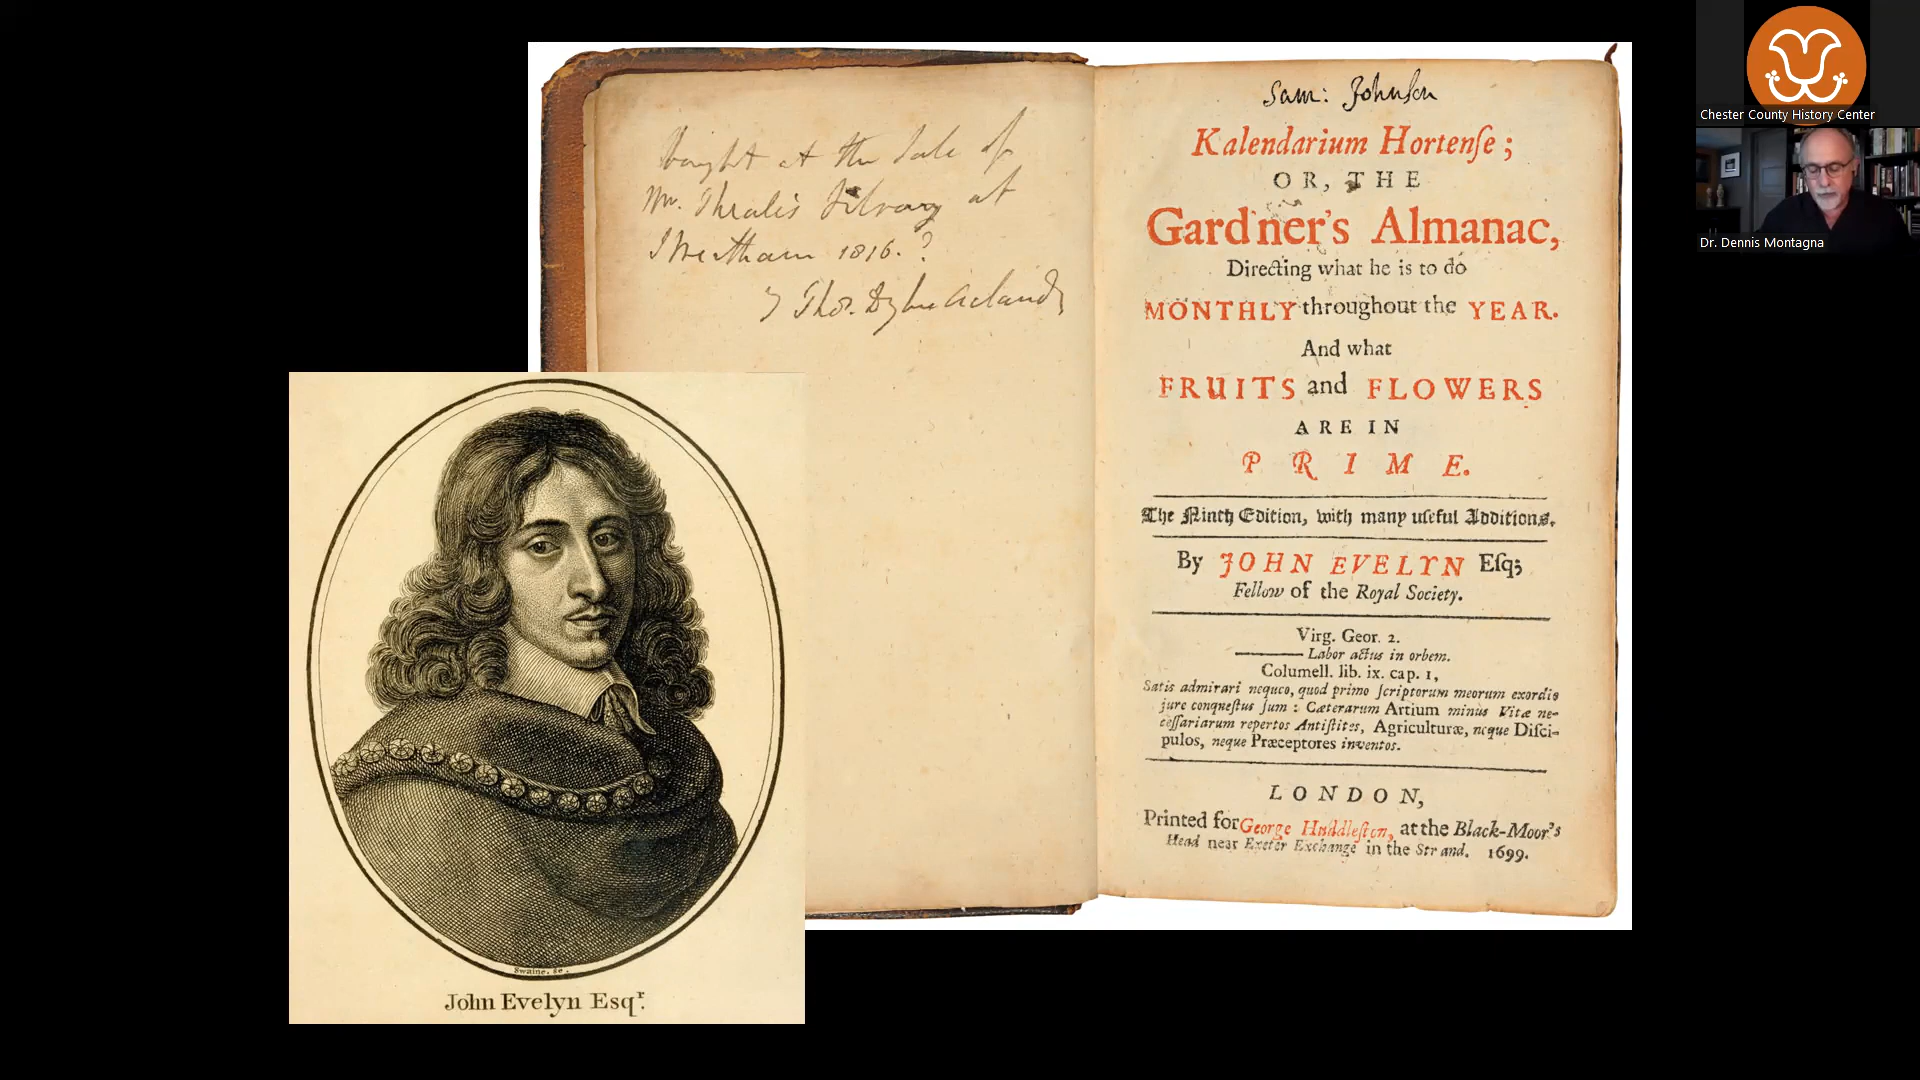 bought at the Sale of
Mr. Thrale's Library at
Streatham 1816.?
Thos. Dyke Acland
Sam: Johnson
Kalendarium Hortenſe;
OR, THE
Gard'ner's Almanac,
Directing what he is to do
MONTHLY throughout the YEAR.
And what
FRUITS and FLOWERS
ARE IN
PRIME.
The Ninth Edition, with many uſeful Additions.
By JOHN EVELYN Eſq;
Fellow of the Royal Society.
Virg. Geor. 2.
Labor actus in orbem.
Columell. lib. ix. cap. 1,
Satis admirari nequeo, quod primo ſcriptorum meorum exordio
jure conqueſtus ſum : Cæterarum Artium minus Vitæ ne-
ceſſariarum repertos Antiſtites, Agriculturæ, neque Diſci-
pulos, neque Præceptores inventos.
LONDON,
Printed for George Huddleſton, at the Black-Moor's
Head near Exeter Exchange in the Strand. 1699.
Swaine. sc.
John Evelyn Esqr.
Chester County History Center
Dr. Dennis Montagna